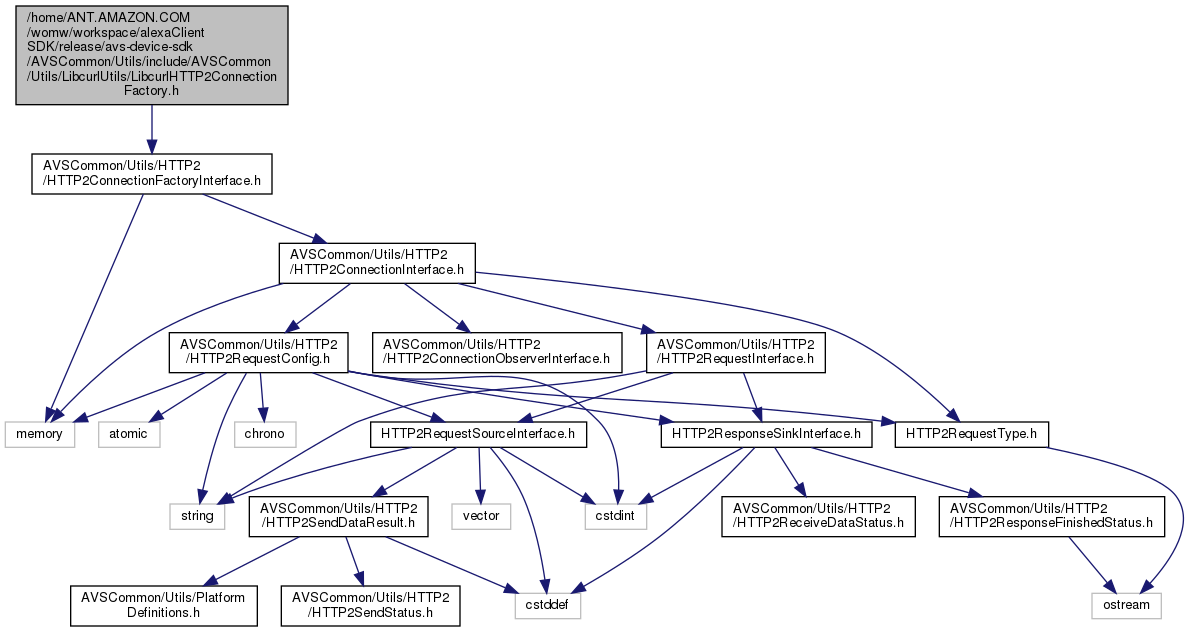 /home/ANT.AMAZON.COM
/womw/workspace/alexaClient
SDK/release/avs-device-sdk
/AVSCommon/Utils/include/AVSCommon
/Utils/LibcurlUtils/LibcurlHTTP2Connection
Factory.h
AVSCommon/Utils/HTTP2
/HTTP2ConnectionFactoryInterface.h
AVSCommon/Utils/HTTP2
/HTTP2ConnectionInterface.h
AVSCommon/Utils/HTTP2
/HTTP2RequestConfig.h
AVSCommon/Utils/HTTP2
/HTTP2ConnectionObserverInterface.h
AVSCommon/Utils/HTTP2
/HTTP2RequestInterface.h
memory
atomic
chrono
HTTP2RequestSourceInterface.h
HTTP2ResponseSinkInterface.h
HTTP2RequestType.h
string
AVSCommon/Utils/HTTP2
/HTTP2SendDataResult.h
vector
cstdint
AVSCommon/Utils/HTTP2
/HTTP2ReceiveDataStatus.h
AVSCommon/Utils/HTTP2
/HTTP2ResponseFinishedStatus.h
AVSCommon/Utils/Platform
Definitions.h
AVSCommon/Utils/HTTP2
/HTTP2SendStatus.h
cstddef
ostream